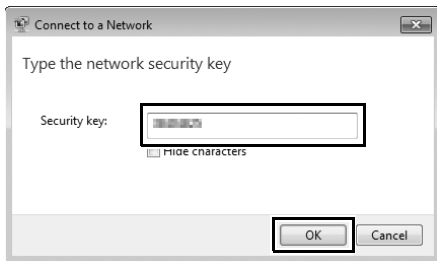 Connect to a Network
Type the network security key
Security key:
Hide characters
OK Cancel